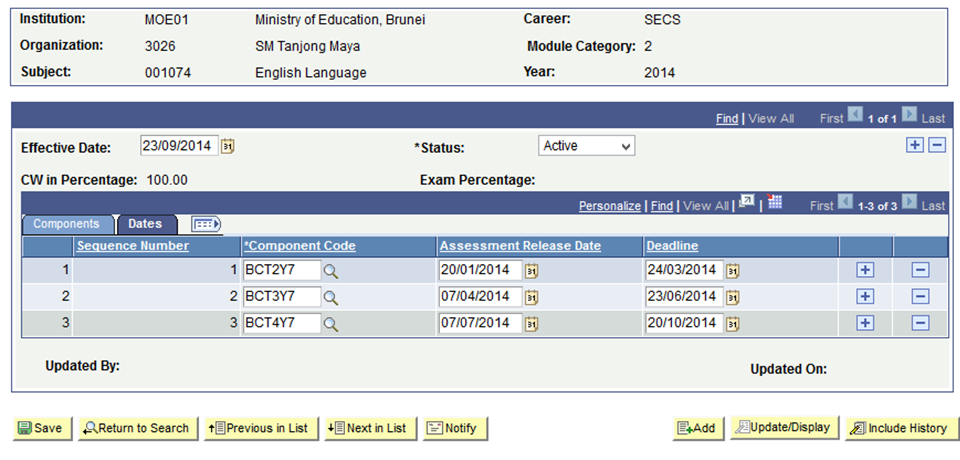 Institution: MOE01 Ministry of Education, Brunei Career: SECS
Organization: 3026 SM Tanjong Maya Module Category: 2
Subject: 001074 English Language Year: 2014
Find | View All First 1 of 1 Last
Effective Date: 23/09/2014 *Status: Active
CW in Percentage: 100.00 Exam Percentage:
Personalize | Find | View All | | First 1-3 of 3 Last
Components Dates
Sequence Number *Component Code Assessment Release Date Deadline
1 1 BCT2Y7 20/01/2014 24/03/2014
2 2 BCT3Y7 07/04/2014 23/06/2014
3 3 BCT4Y7 07/07/2014 20/10/2014
Updated By: Updated On:
Save Return to Search Previous in List Next in List Notify Add Update/Display Include History